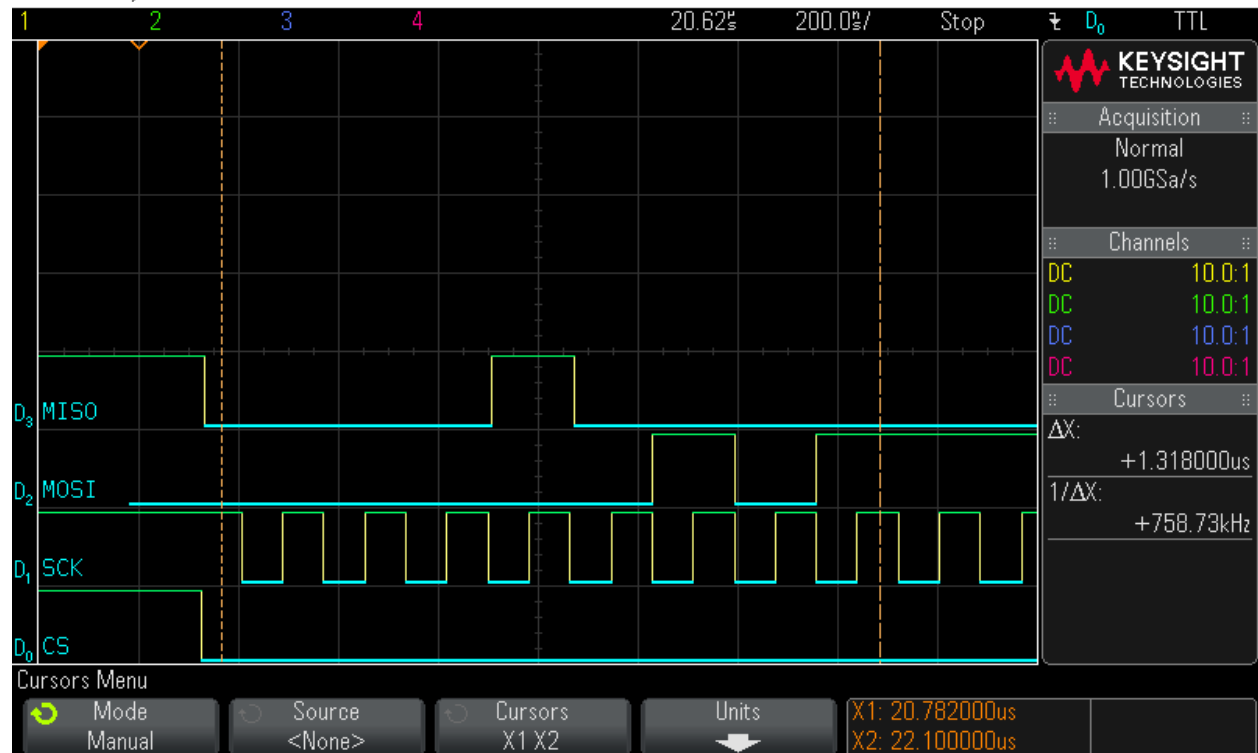 1 2 3 4 20.62us 200.0ns/ Stop D0 TTL
KEYSIGHT
TECHNOLOGIES
Acquisition
Normal
1.00GSa/s
Channels
DC 10.0:1
DC 10.0:1
DC 10.0:1
DC 10.0:1
Cursors
ΔX:
+1.318000us
1/ΔX:
+758.73kHz
D3 MISO
D2 MOSI
D1 SCK
D0 CS
Cursors Menu
Mode
Manual
Source
<None>
Cursors
X1 X2
Units
X1: 20.782000us
X2: 22.100000us